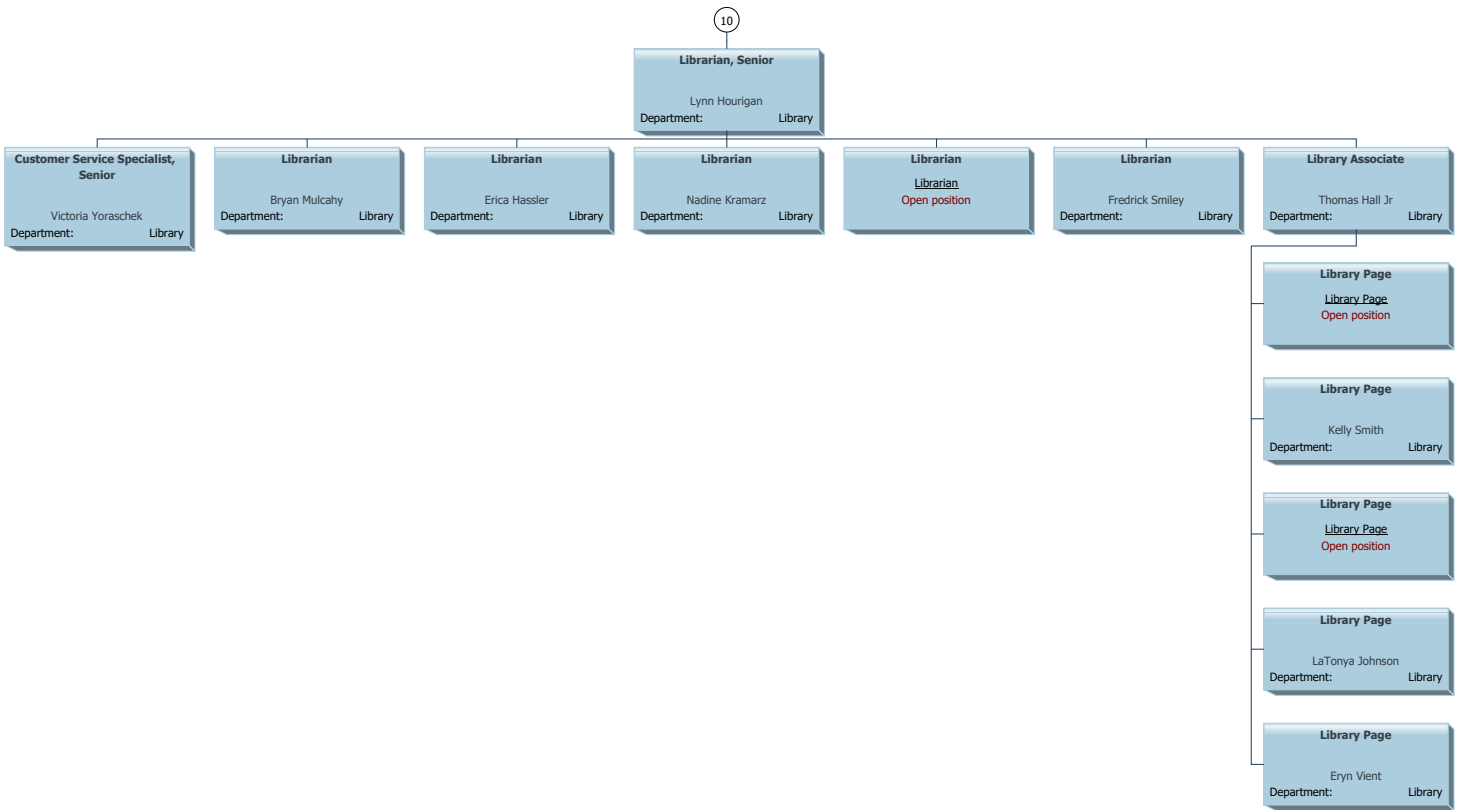 10
Librarian, Senior
Lynn Hourigan
Department: Library
Customer Service Specialist,
Senior
Victoria Yoraschek
Department: Library
Librarian
Bryan Mulcahy
Department: Library
Librarian
Erica Hassler
Department: Library
Librarian
Nadine Kramarz
Department: Library
Librarian
Librarian
Open position
Librarian
Fredrick Smiley
Department: Library
Library Associate
Thomas Hall Jr
Department: Library
Library Page
Library Page
Open position
Library Page
Kelly Smith
Department: Library
Library Page
Library Page
Open position
Library Page
LaTonya Johnson
Department: Library
Library Page
Eryn Vient
Department: Library